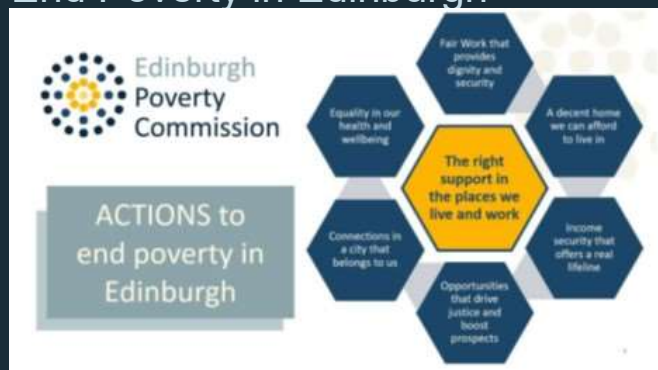 End Poverty in Edinburgh
Edinburgh
Poverty
Commission
ACTIONS to
end poverty in
Edinburgh
Fair Work that
provides
dignity and
security
A decent home
we can afford
to live in
Income
security that
offers a real
lifeline
Opportunities
that drive
justice and
boost
prospects
Connections in
a city that
belongs to us
Equality in our
health and
wellbeing
The right
support in
the places we
live and work